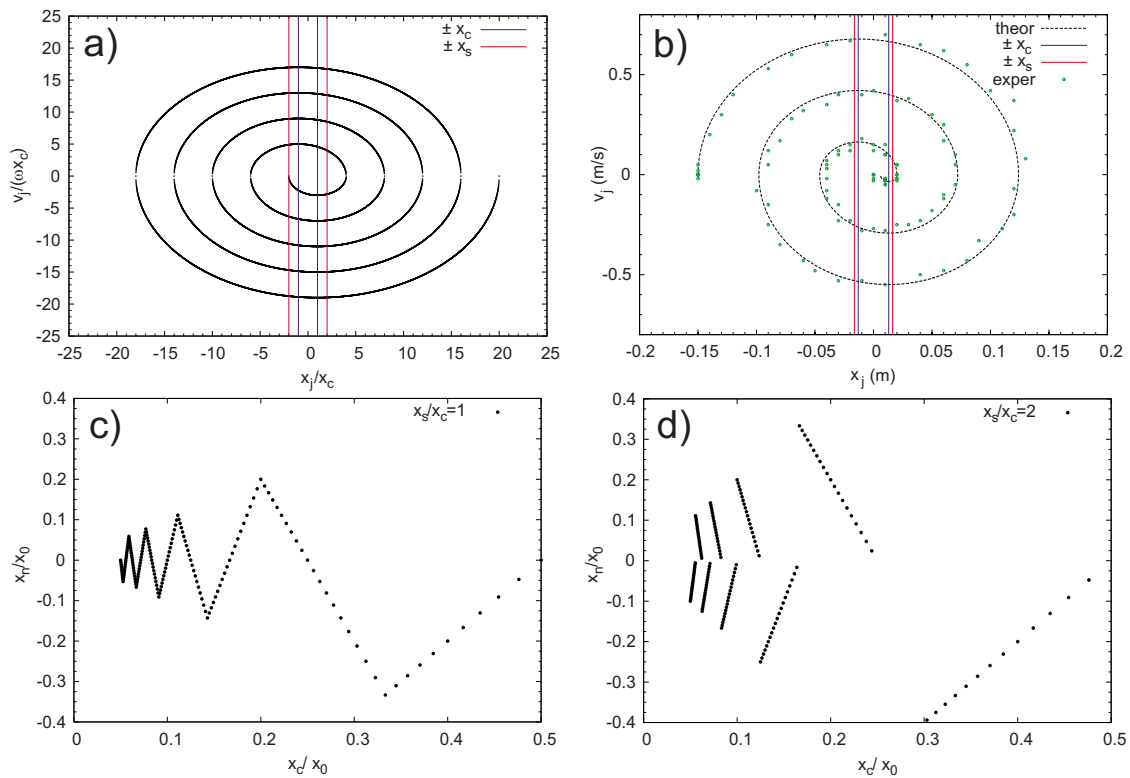 a)
± x_c
± x_s
25
20
15
10
5
0
-5
-10
-15
-20
-25
v_j/(ωx_c)
-25 -20 -15 -10 -5 0 5 10 15 20 25
x_j/x_c
b)
theor
± x_c
± x_s
exper
0.5
0
-0.5
v_j (m/s)
-0.2 -0.15 -0.1 -0.05 0 0.05 0.1 0.15 0.2
x_j (m)
c)
x_s/x_c=1
0.4
0.3
0.2
0.1
0
-0.1
-0.2
-0.3
-0.4
x_n/x_0
0 0.1 0.2 0.3 0.4 0.5
x_c/ x_0
d)
x_s/x_c=2
0.4
0.3
0.2
0.1
0
-0.1
-0.2
-0.3
-0.4
x_n/x_0
0 0.1 0.2 0.3 0.4 0.5
x_c/ x_0